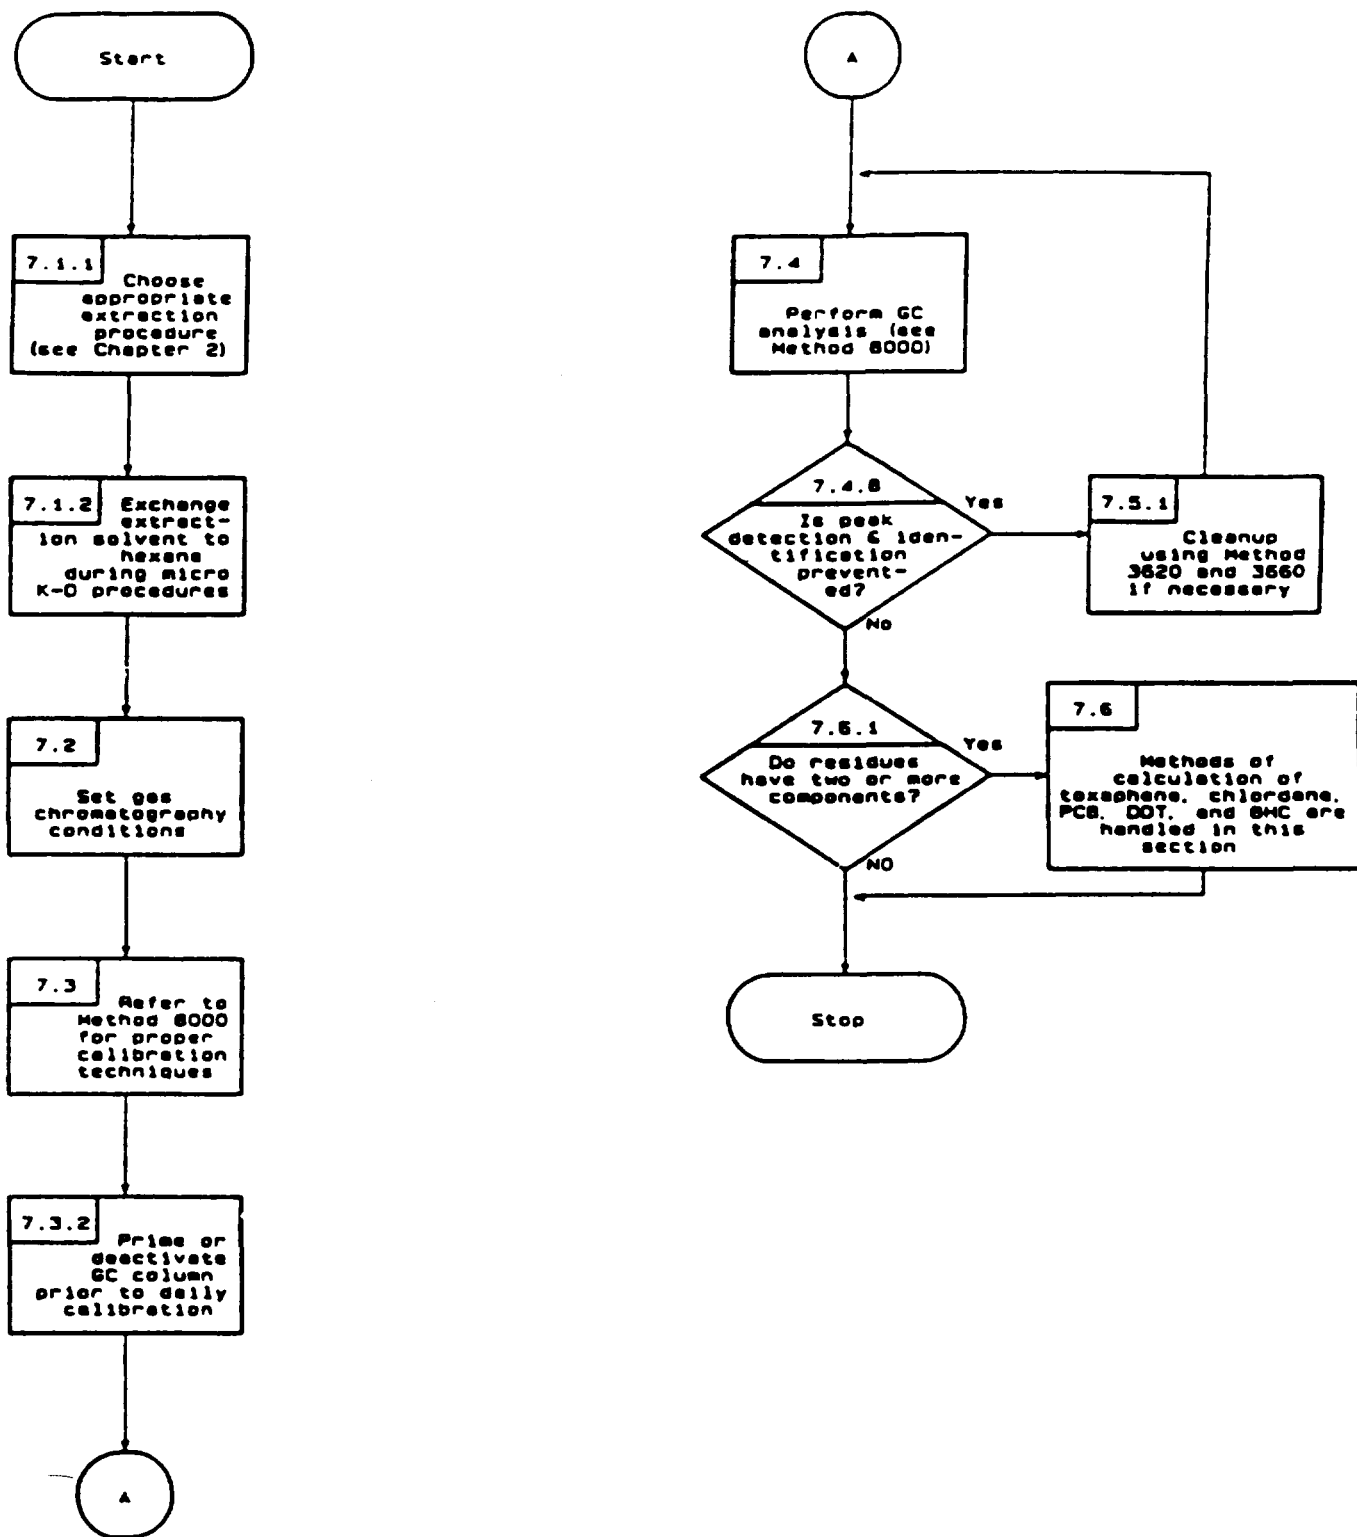 Start
7.1.1
Choose
appropriate
extraction
procedure
(see Chapter 2)
7.1.2 Exchange
extract-
ion solvent to
hexane
during micro
K-D procedures
7.2
Set gas
chromatography
conditions
7.3
Refer to
Method 8000
for proper
calibration
techniques
7.3.2
Prime or
deactivate
GC column
prior to daily
calibration
A
A
7.4
Perform GC
analysis (see
Method 8000)
7.4.8
Is peak
detection & iden-
tification
prevent-
ed?
Yes
No
7.5.1
Cleanup
using Method
3620 and 3660
if necessary
7.6.1
Do residues
have two or more
components?
Yes
NO
7.6
Methods of
calculation of
toxaphene, chlordane,
PCB, DDT, and BHC are
handled in this
section
Stop